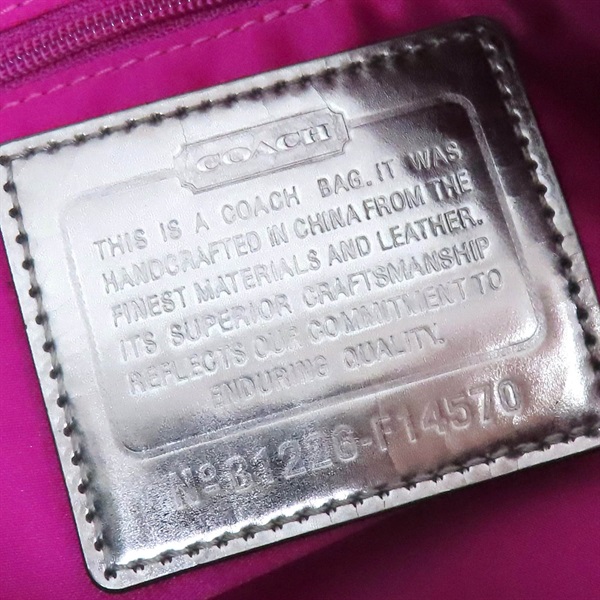 COACH
THIS IS A COACH BAG. IT WAS
HANDCRAFTED IN CHINA FROM THE
FINEST MATERIALS AND LEATHER.
ITS SUPERIOR CRAFTSMANSHIP
REFLECTS OUR COMMITMENT TO
ENDURING QUALITY.
Nº 31226-F14570